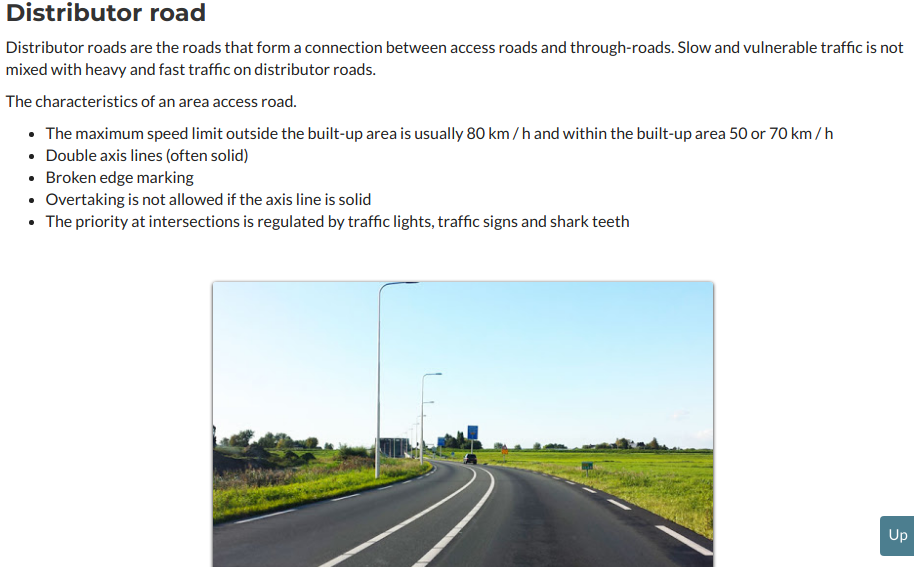 Distributor road
Distributor roads are the roads that form a connection between access roads and through-roads. Slow and vulnerable traffic is not
mixed with heavy and fast traffic on distributor roads.
The characteristics of an area access road.
• The maximum speed limit outside the built-up area is usually 80 km / h and within the built-up area 50 or 70 km / h
• Double axis lines (often solid)
• Broken edge marking
• Overtaking is not allowed if the axis line is solid
• The priority at intersections is regulated by traffic lights, traffic signs and shark teeth
Up